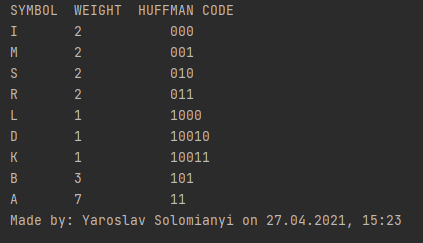 SYMBOL  WEIGHT  HUFFMAN CODE
I       2           000
M       2           001
S       2           010
R       2           011
L       1           1000
D       1           10010
K       1           10011
B       3           101
A       7           11
Made by: Yaroslav Solomianyi on 27.04.2021, 15:23